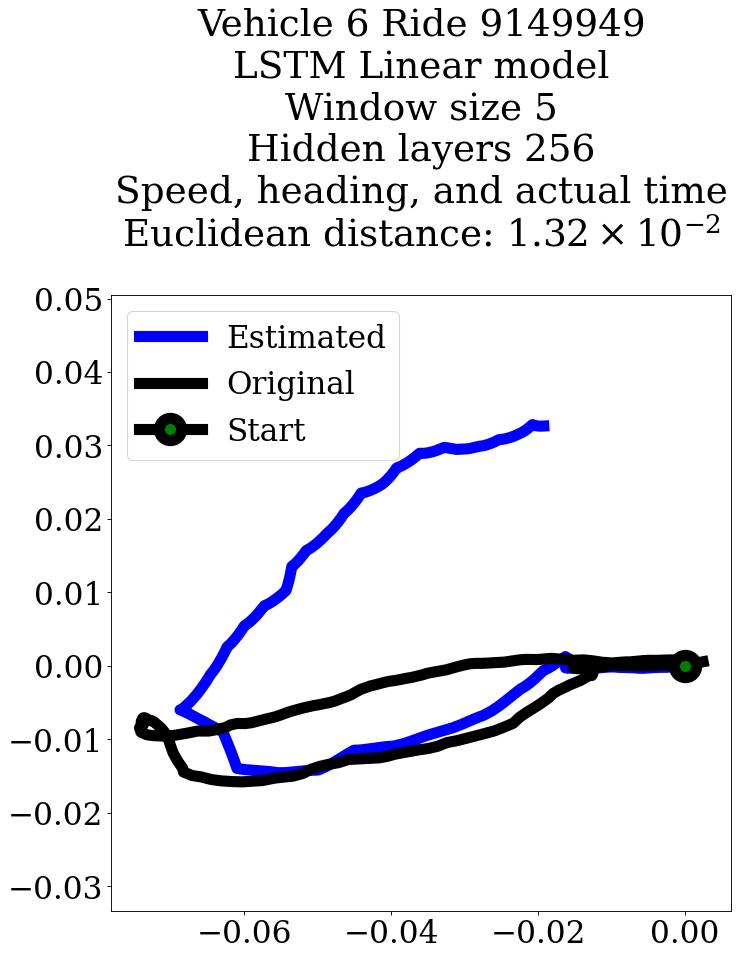 Vehicle 6 Ride 9149949
LSTM Linear model
Window size 5
Hidden layers 256
Speed, heading, and actual time
Euclidean distance: 1.32 × 10⁻²
0.05
0.04
0.03
0.02
0.01
0.00
−0.01
−0.02
−0.03
Estimated
Original
Start
−0.06 −0.04 −0.02 0.00